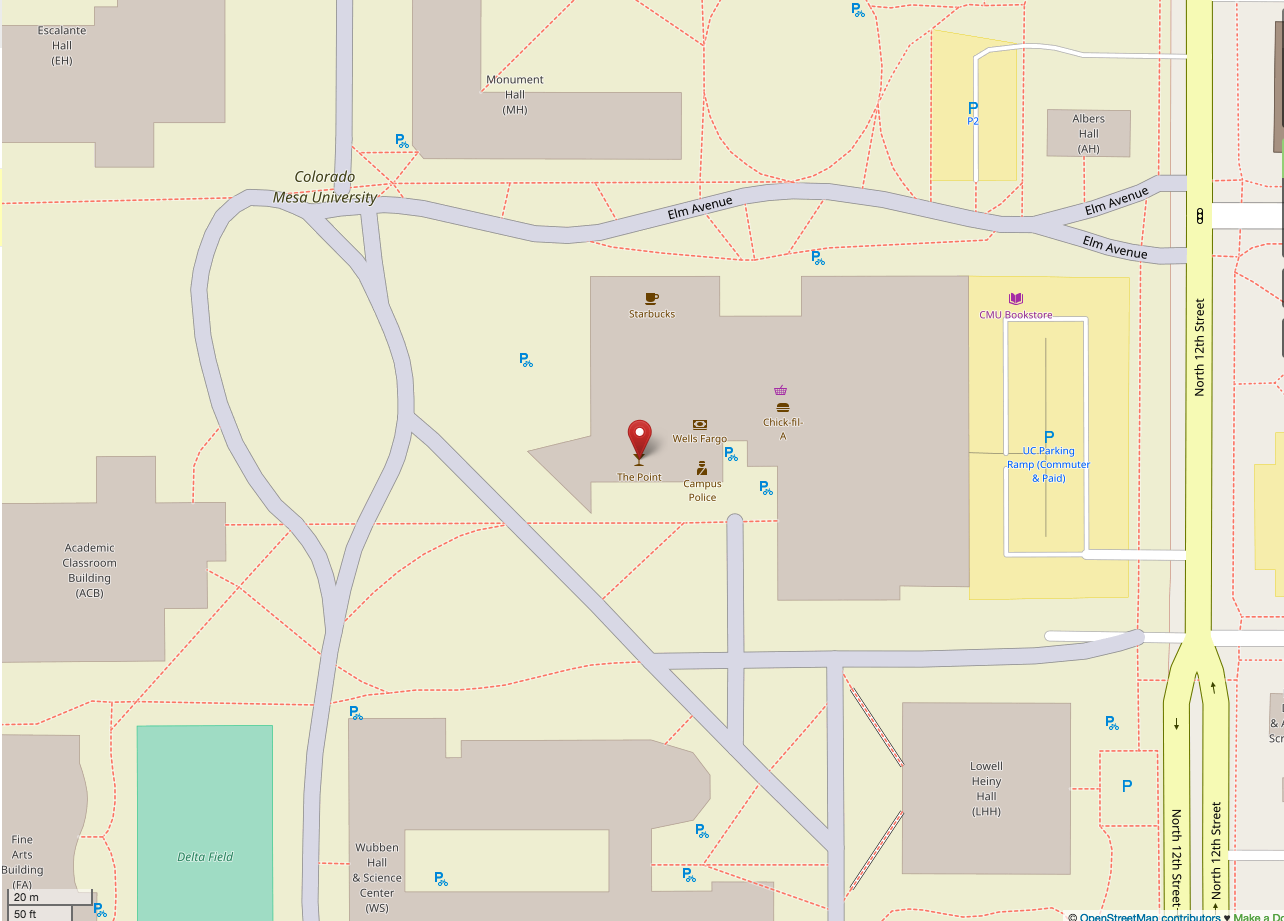 Escalante
Hall
(EH)
Monument
Hall
(MH)
P
P2
Albers
Hall
(AH)
Colorado
Mesa University
Elm Avenue
Elm Avenue
Elm Avenue
North 12th Street
Starbucks
CMU Bookstore
Chick-fil-
A
Wells Fargo
The Point
Campus
Police
P
UC Parking
Ramp (Commuter
& Paid)
Academic
Classroom
Building
(ACB)
Lowell
Heiny
Hall
(LHH)
P
Delta Field
Fine
Arts
Building
(FA)
Wubben
Hall
& Science
Center
(WS)
North 12th Street
North 12th Street
20 m
50 ft
© OpenStreetMap contributors ♥ Make a Do